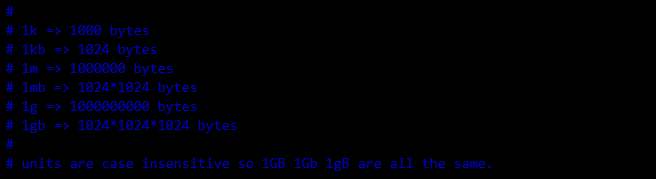 #
# 1k => 1000 bytes
# 1kb => 1024 bytes
# 1m => 1000000 bytes
# 1mb => 1024*1024 bytes
# 1g => 1000000000 bytes
# 1gb => 1024*1024*1024 bytes
#
# units are case insensitive so 1GB 1Gb 1gB are all the same.